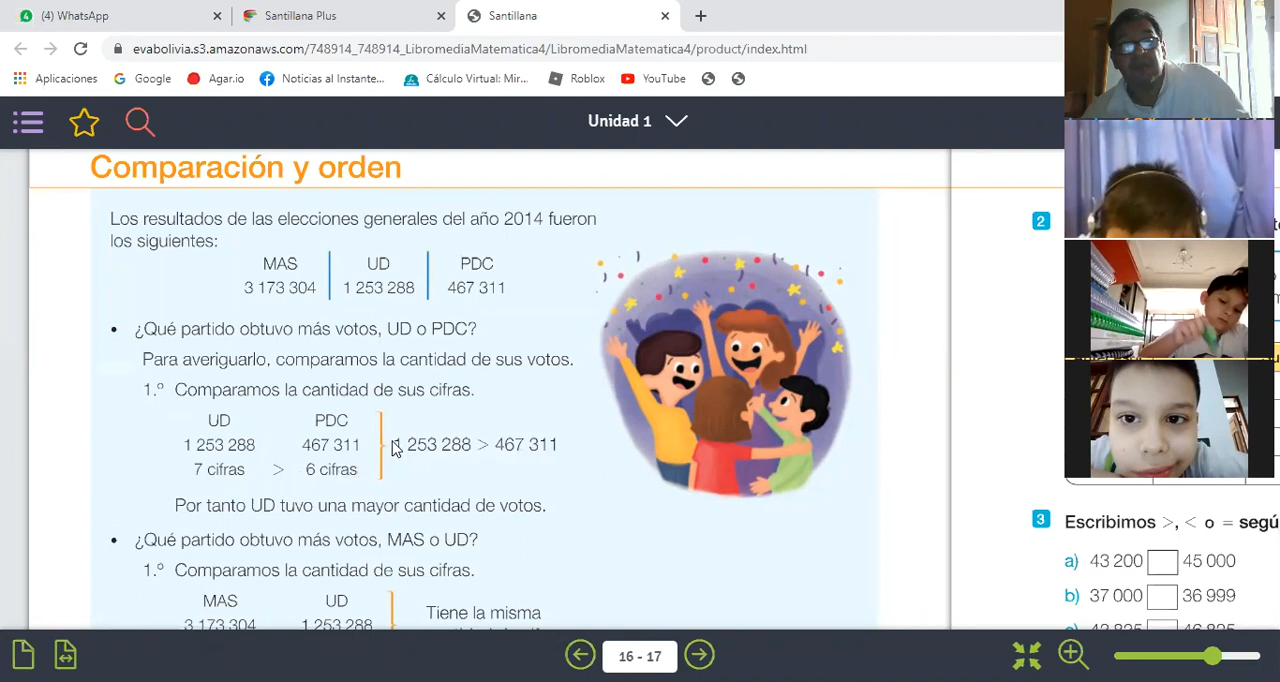 (4) WhatsApp
Santillana Plus
Santillana
evabolivia.s3.amazonaws.com/748914_748914_LibromediaMatematica4/LibromediaMatematica4/product/index.html
Aplicaciones Google Agar.io Noticias al Instante... Cálculo Virtual: Mir... Roblox YouTube
Unidad 1
Comparación y orden
Los resultados de las elecciones generales del año 2014 fueron
los siguientes:
MAS UD PDC
3 173 304 1 253 288 467 311
• ¿Qué partido obtuvo más votos, UD o PDC?
Para averiguarlo, comparamos la cantidad de sus votos.
1.º Comparamos la cantidad de sus cifras.
UD PDC
1 253 288 467 311 1 253 288 > 467 311
7 cifras > 6 cifras
Por tanto UD tuvo una mayor cantidad de votos.
• ¿Qué partido obtuvo más votos, MAS o UD?
1.º Comparamos la cantidad de sus cifras.
MAS UD Tiene la misma
3 173 304 1 253 288
2
3 Escribimos >, < o = segú
a) 43 200 45 000
b) 37 000 36 999
16 - 17